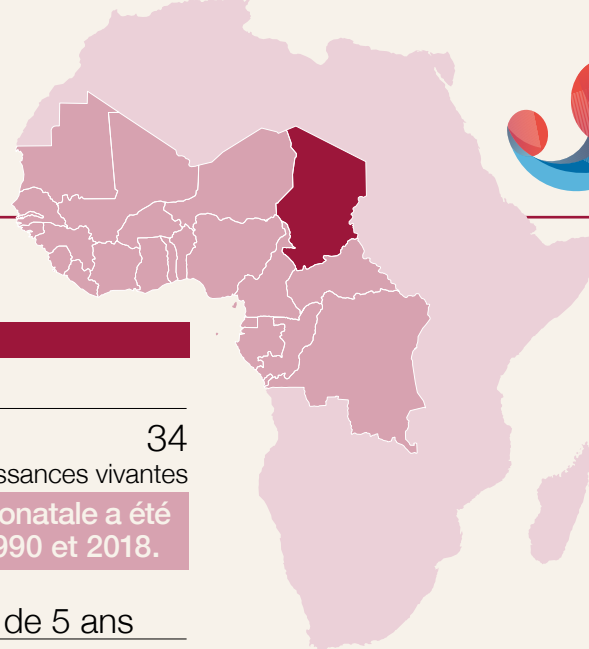 34
ssances vivantes
onatale a été
990 et 2018.
de 5 ans